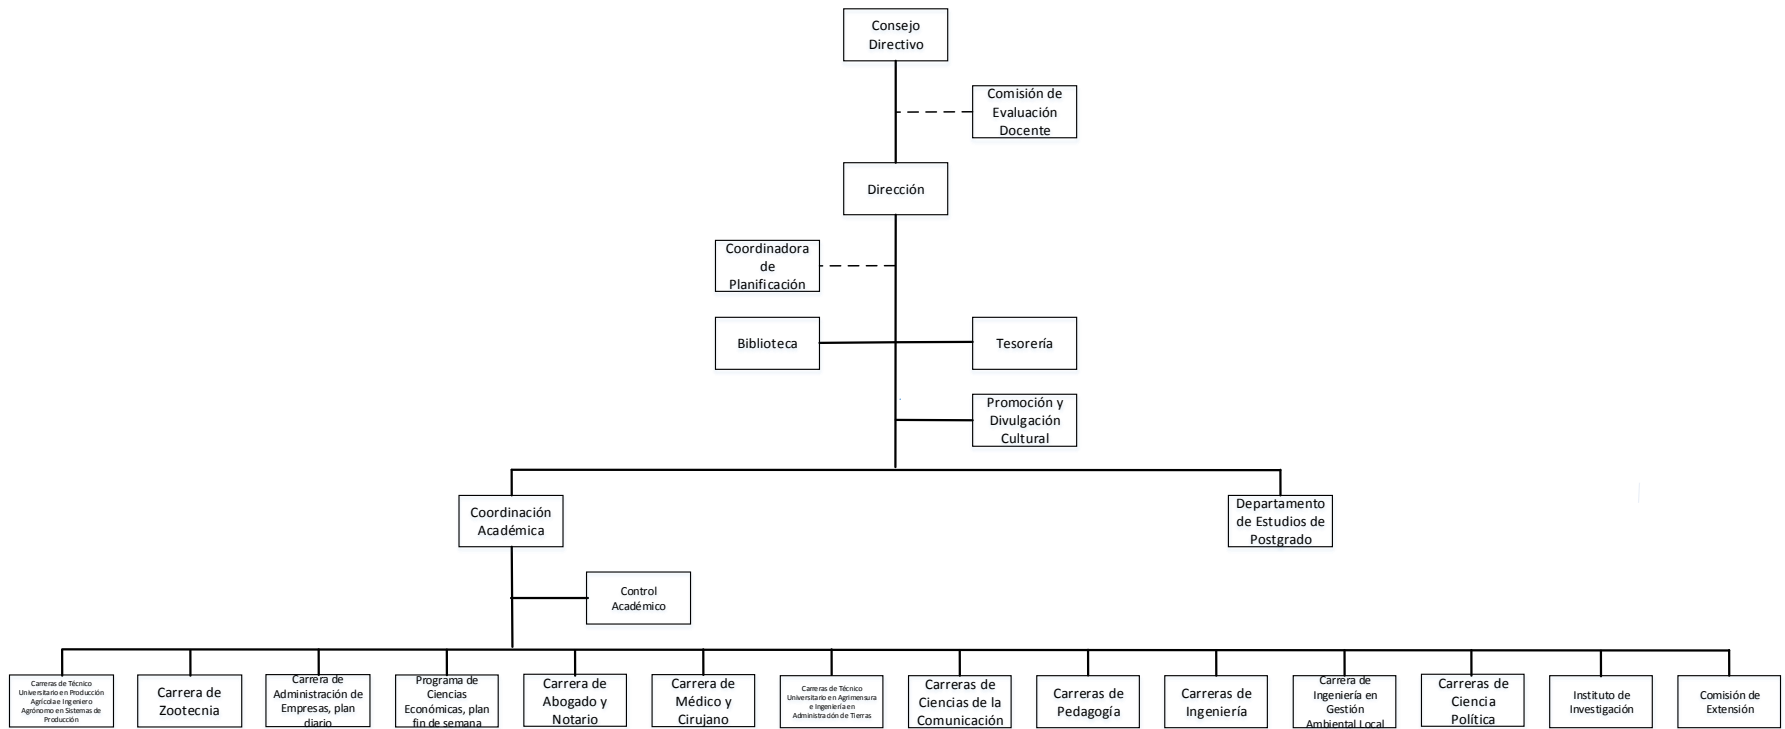 Consejo
Directivo
Comisión de
Evaluación
Docente
Dirección
Coordinadora
de
Planificación
Biblioteca
Tesorería
Promoción y
Divulgación
Cultural
Coordinación
Académica
Departamento
de Estudios de
Postgrado
Control
Académico
Carreras de Técnico
Universitario en Producción
Agrícola e Ingeniero
Agrónomo en Sistemas de
Producción
Carrera de
Zootecnia
Carrera de
Administración de
Empresas, plan
diario
Programa de
Ciencias
Económicas, plan
fin de semana
Carrera de
Abogado y
Notario
Carrera de
Médico y
Cirujano
Carreras de Técnico
Universitario en Agrimensura
e Ingeniería en
Administración de Tierras
Carreras de
Ciencias de la
Comunicación
Carreras de
Pedagogía
Carreras de
Ingeniería
Carrera de
Ingeniería en
Gestión
Ambiental Local
Carreras de
Ciencia
Política
Instituto de
Investigación
Comisión de
Extensión